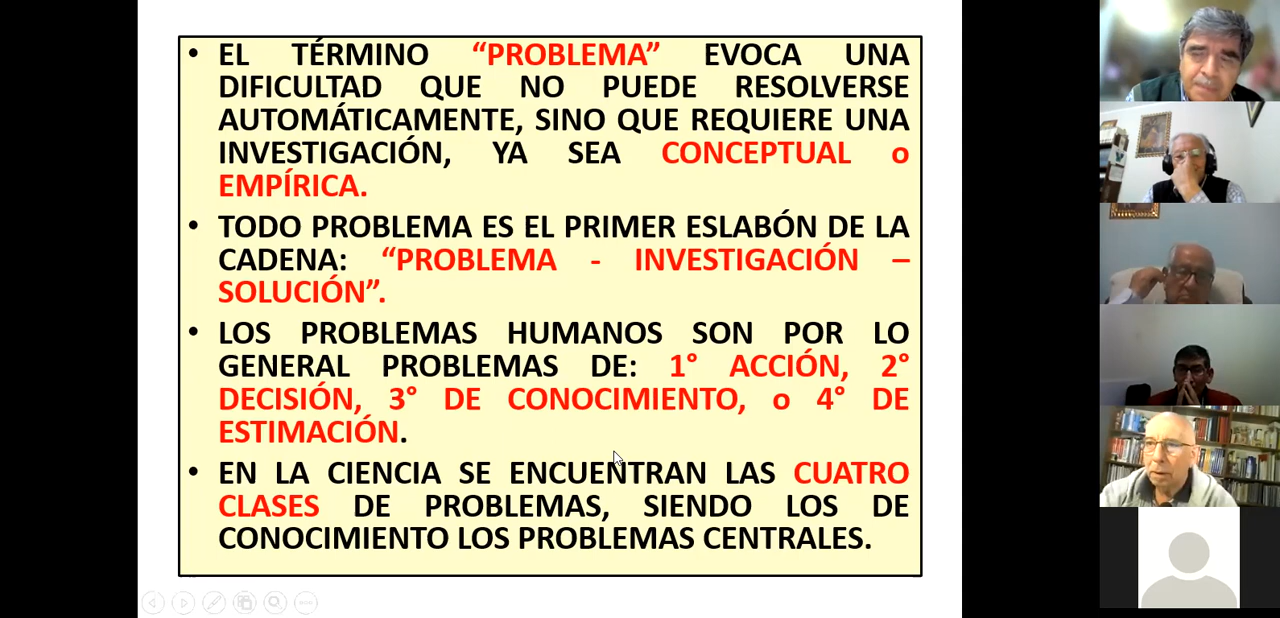 • EL TÉRMINO “PROBLEMA” EVOCA UNA
DIFICULTAD QUE NO PUEDE RESOLVERSE
AUTOMÁTICAMENTE, SINO QUE REQUIERE UNA
INVESTIGACIÓN, YA SEA CONCEPTUAL o
EMPÍRICA.
• TODO PROBLEMA ES EL PRIMER ESLABÓN DE LA
CADENA: “PROBLEMA - INVESTIGACIÓN –
SOLUCIÓN”.
• LOS PROBLEMAS HUMANOS SON POR LO
GENERAL PROBLEMAS DE: 1° ACCIÓN, 2°
DECISIÓN, 3° DE CONOCIMIENTO, o 4° DE
ESTIMACIÓN.
• EN LA CIENCIA SE ENCUENTRAN LAS CUATRO
CLASES DE PROBLEMAS, SIENDO LOS DE
CONOCIMIENTO LOS PROBLEMAS CENTRALES.